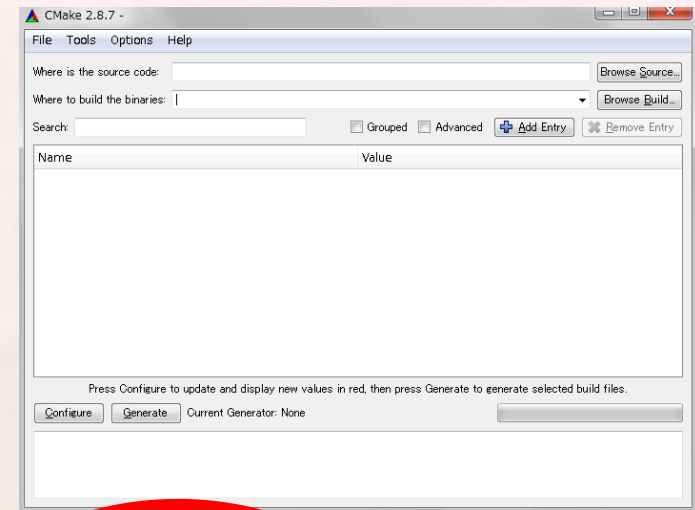 CMake 2.8.7 -
File Tools Options Help
Where is the source code: Browse Source...
Where to build the binaries: Browse Build...
Search: Grouped Advanced Add Entry Remove Entry
Name Value
Press Configure to update and display new values in red, then press Generate to generate selected build files.
Configure Generate Current Generator: None